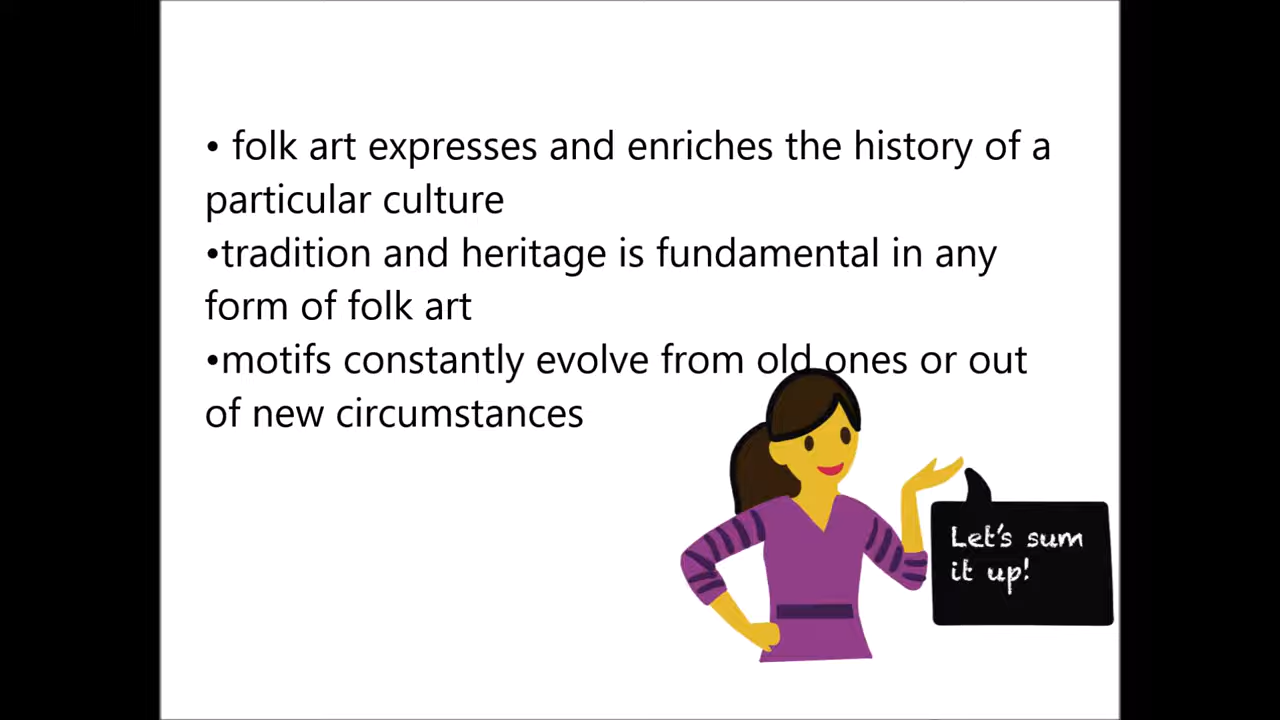 • folk art expresses and enriches the history of a
particular culture
•tradition and heritage is fundamental in any
form of folk art
•motifs constantly evolve from old ones or out
of new circumstances
Let's sum
it up!